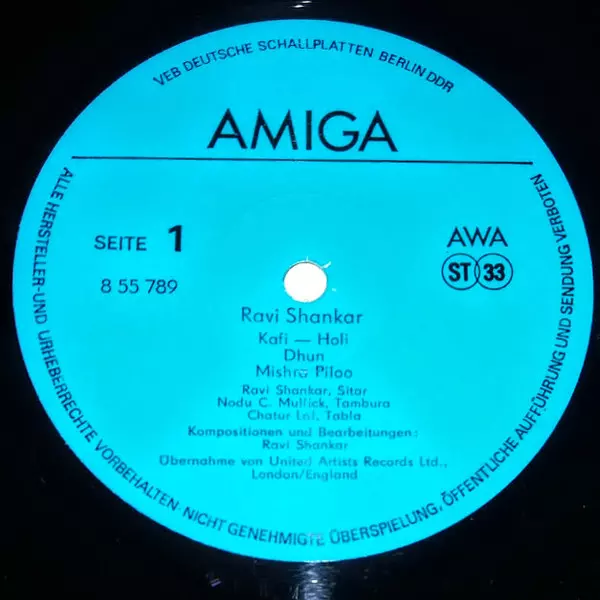 VEB DEUTSCHE SCHALLPLATTEN BERLIN DDR
AMIGA
SEITE 1
AWA
8 55 789
ST 33
Ravi Shankar
Kafi — Holi
Dhun
Mishra Piloo
Ravi Shankar, Sitar
Nodu C. Mullick, Tambura
Chatur Lal, Tabla
Kompositionen und Bearbeitungen:
Ravi Shankar
Übernahme von United Artists Records Ltd.,
London/England
ALLE HERSTELLER-UND URHEBERRECHTE VORBEHALTEN·NICHT GENEHMIGTE ÜBERSPIELUNG, ÖFFENTLICHE AUFFÜHRUNG UND SENDUNG VERBOTEN